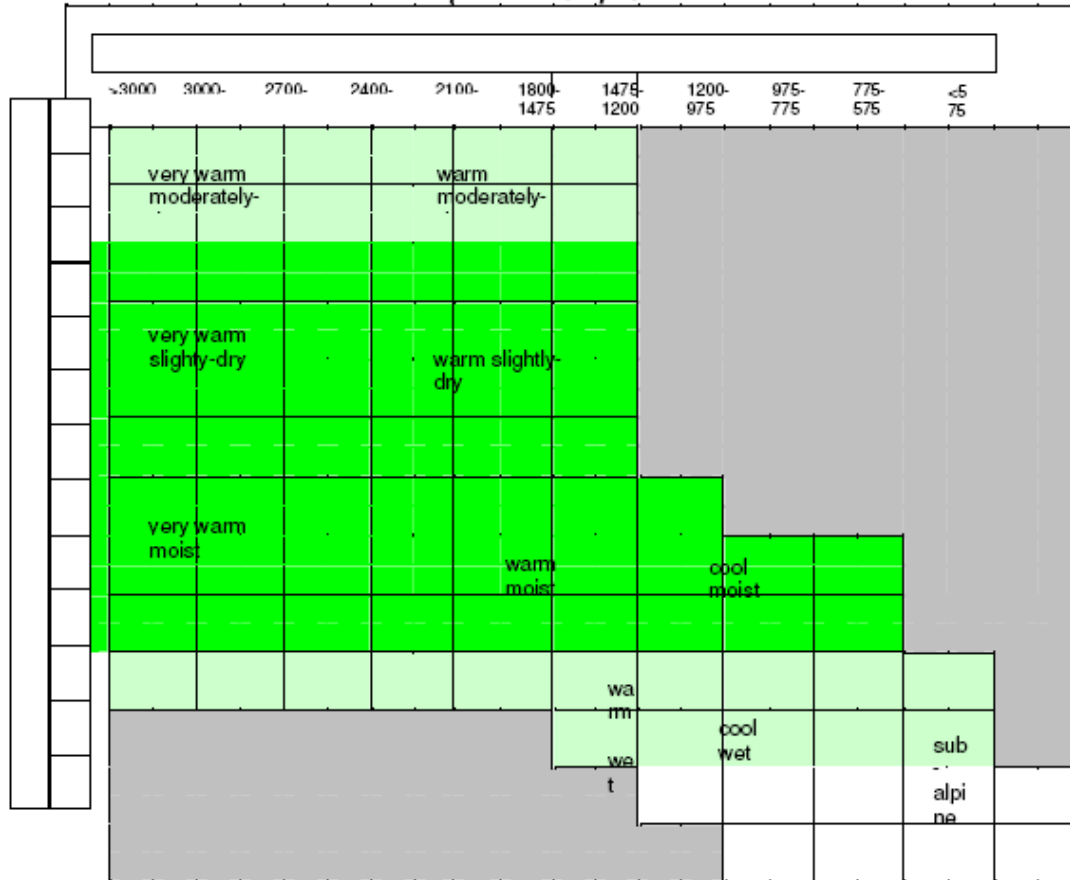 >3000 3000- 2700- 2400- 2100- 1800- 1475- 1200- 975- 775- <5
1475 1200 975 775 575 75
very warm warm
moderately- moderately-
very warm
slighty-dry warm slightly-
dry
very warm
moist
warm cool
moist moist
wa
rm
cool
wet
sub
we
t
alpi
ne